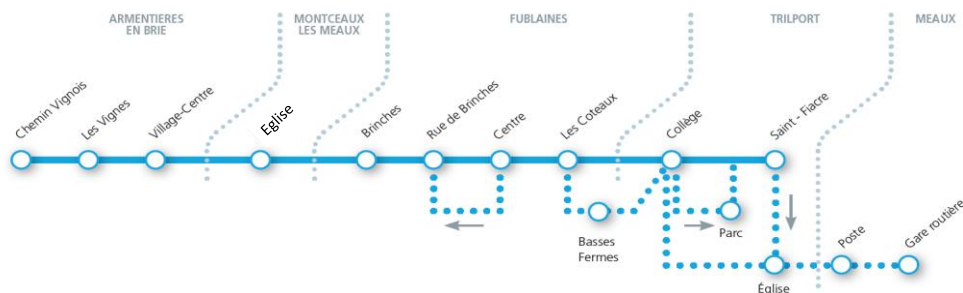 ARMENTIERES
EN BRIE
MONTCEAUX
LES MEAUX
FUBLAINES
TRILPORT
MEAUX
Chemin Vignois
Les Vignes
Village-Centre
Eglise
Brinches
Rue de Brinches
Centre
Les Coteaux
Collège
Saint - Fiacre
Basses
Fermes
Parc
Église
Poste
Gare routière